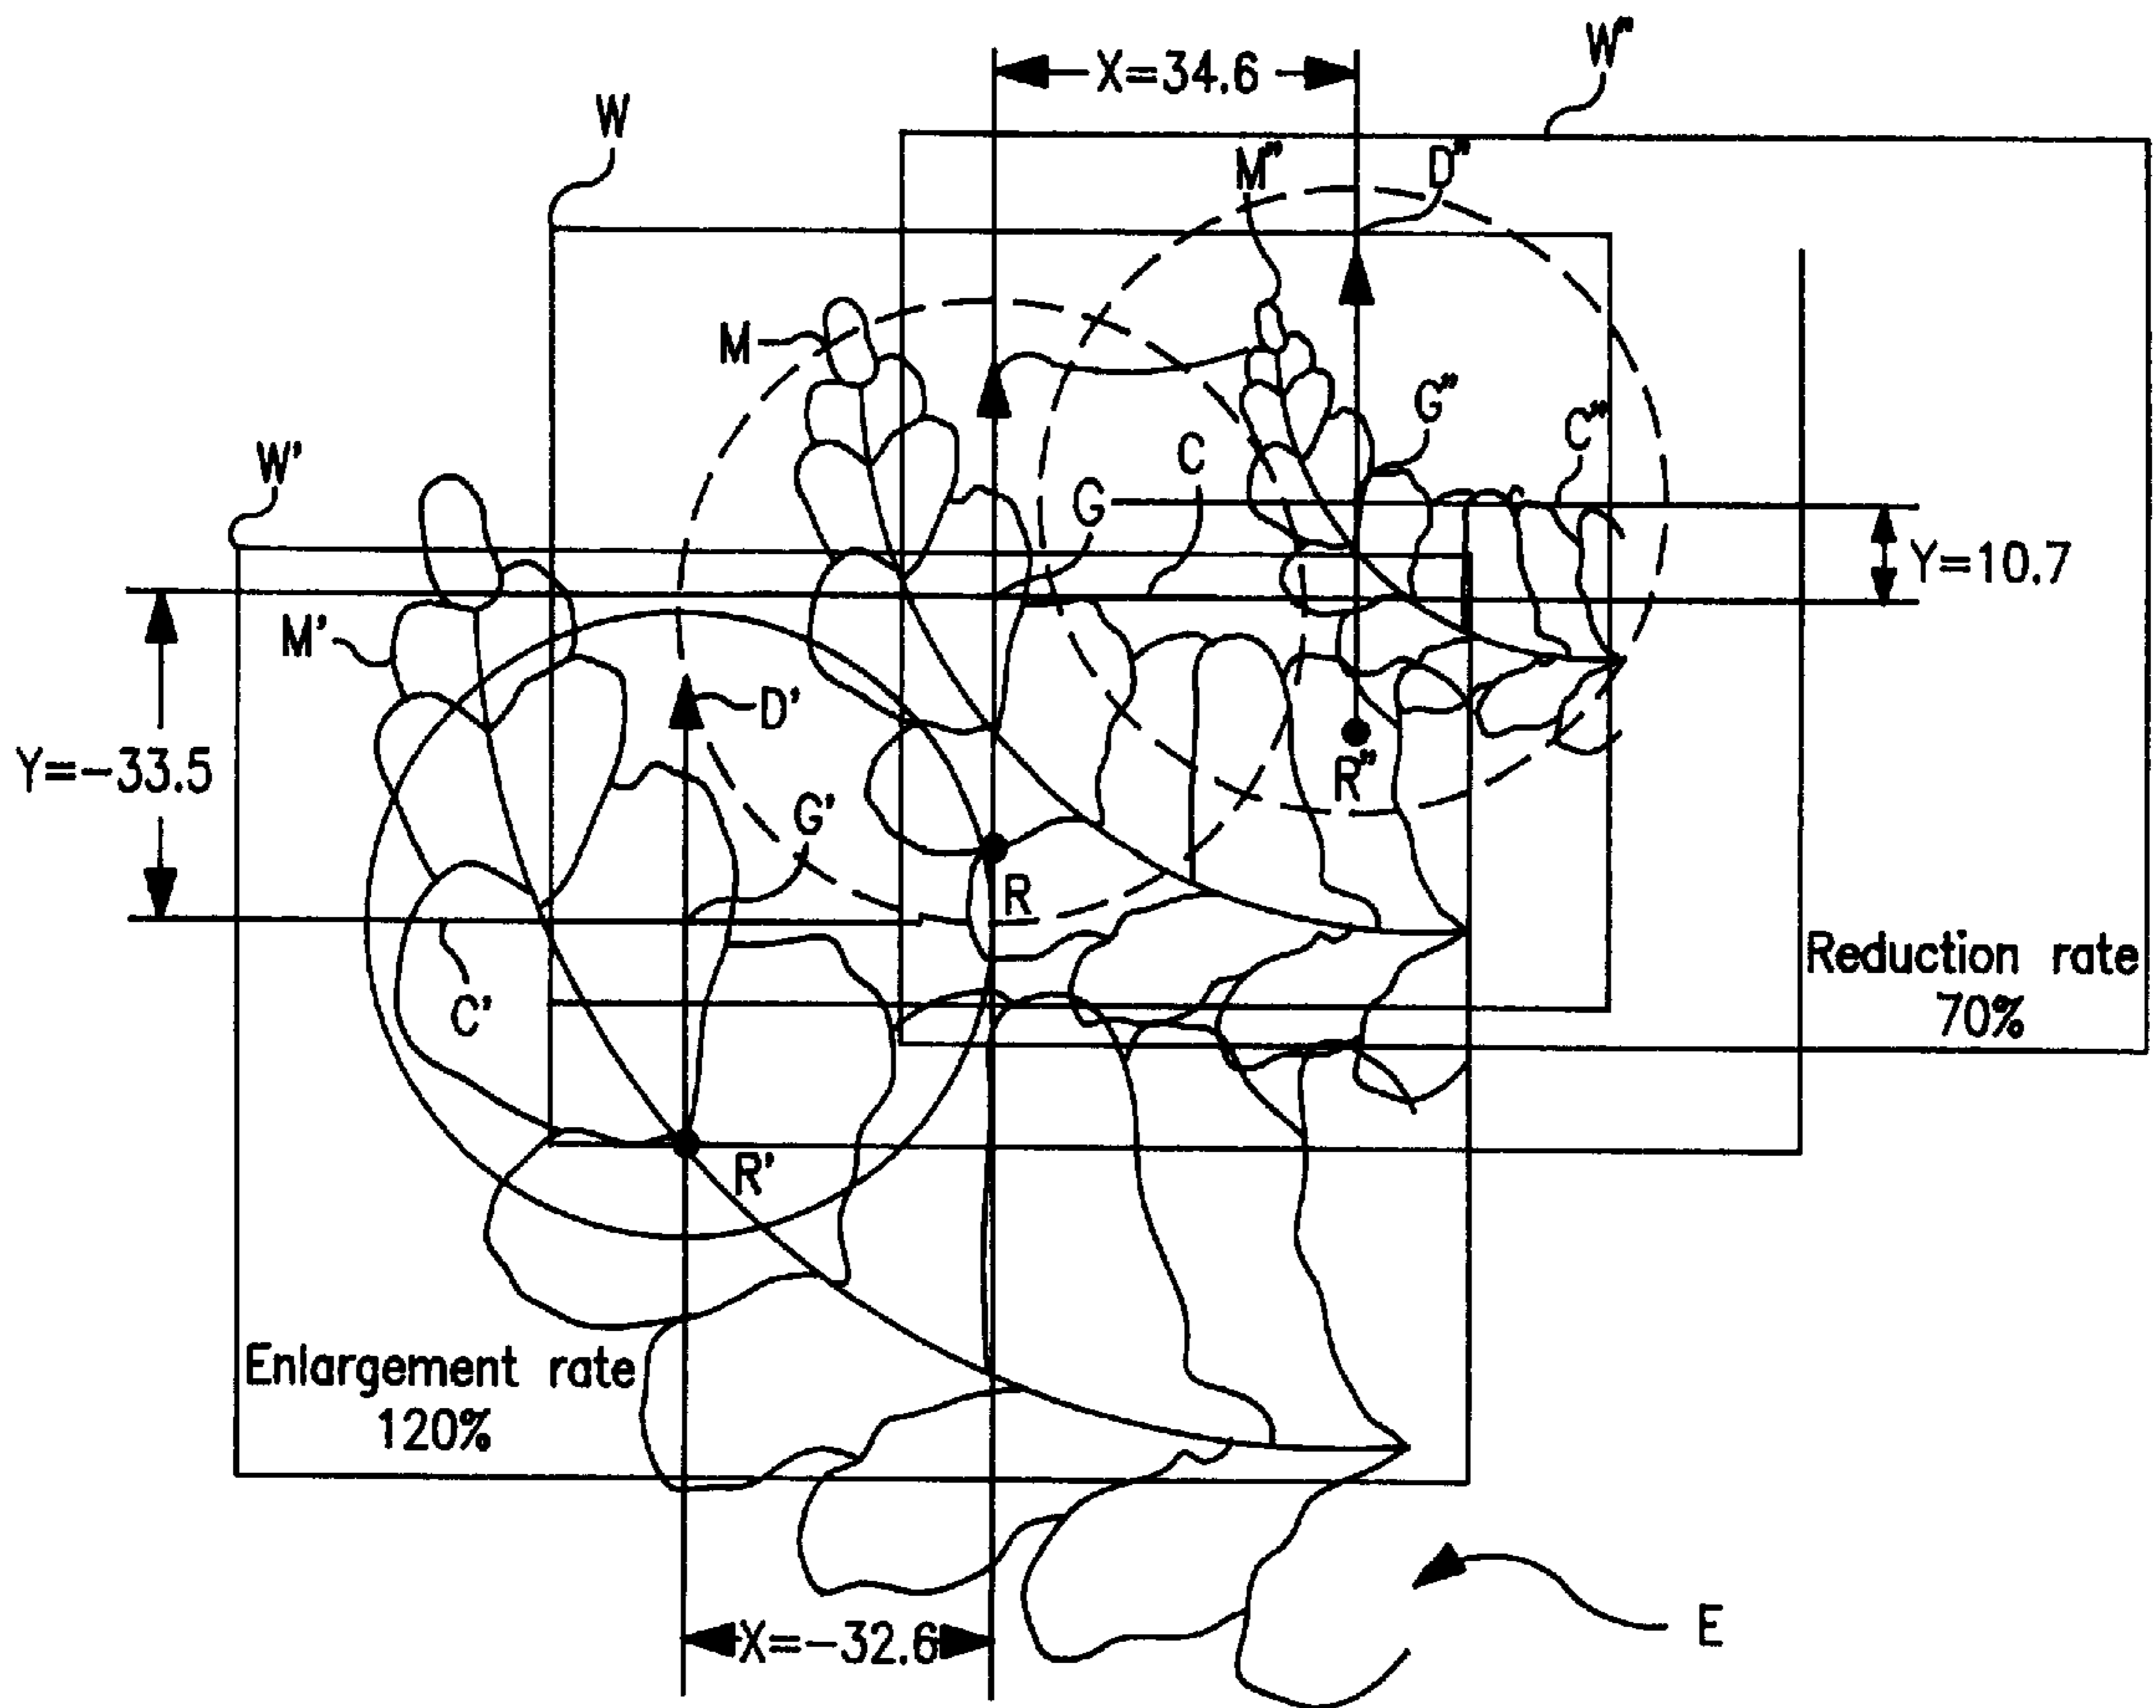 W"
X=34.6
W
M"
D"
M
G"
C"
C
W'
G
Y=10.7
M'
D'
R"
Y=-33.5
G'
R
Reduction rate
70%
C'
R'
Enlargement rate
120%
X=-32.6
E